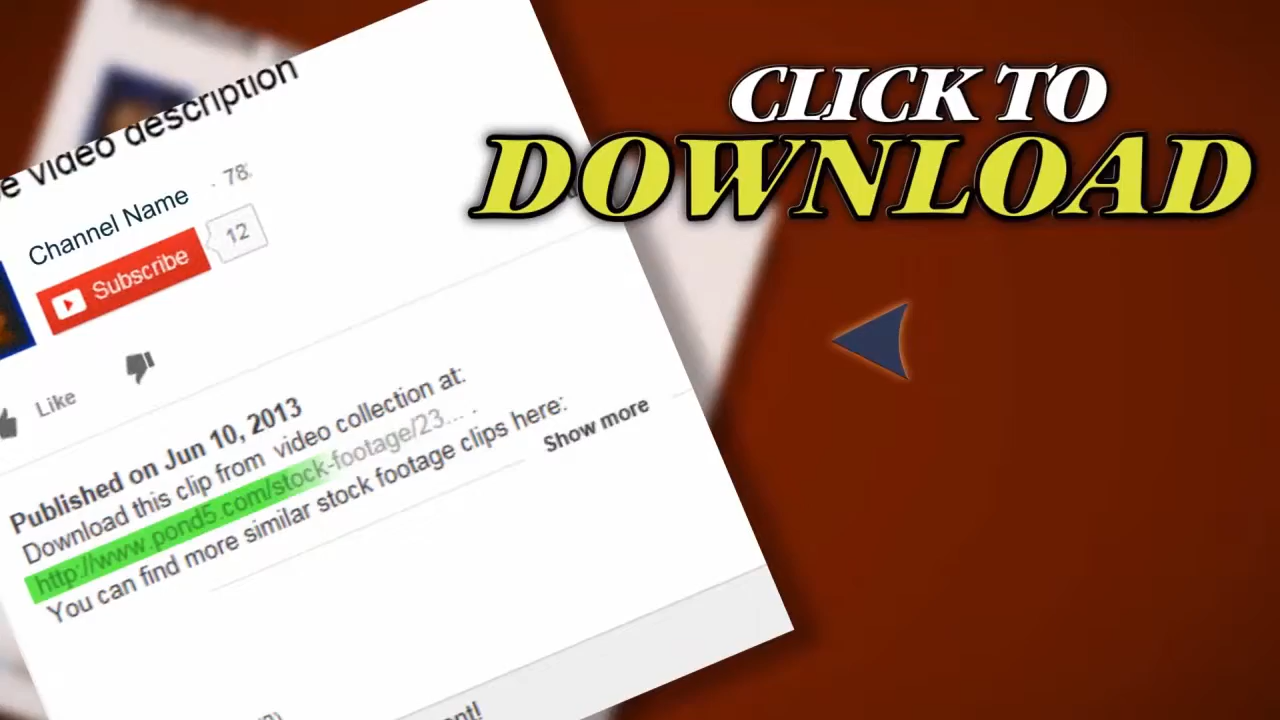 CLICK TO
DOWNLOAD
video description
Channel Name
Subscribe
12
Like
Published on Jun 10, 2013
Download this clip from video collection at:
http://www.pond5.com/stock-footage/23...
You can find more similar stock footage clips here:
Show more